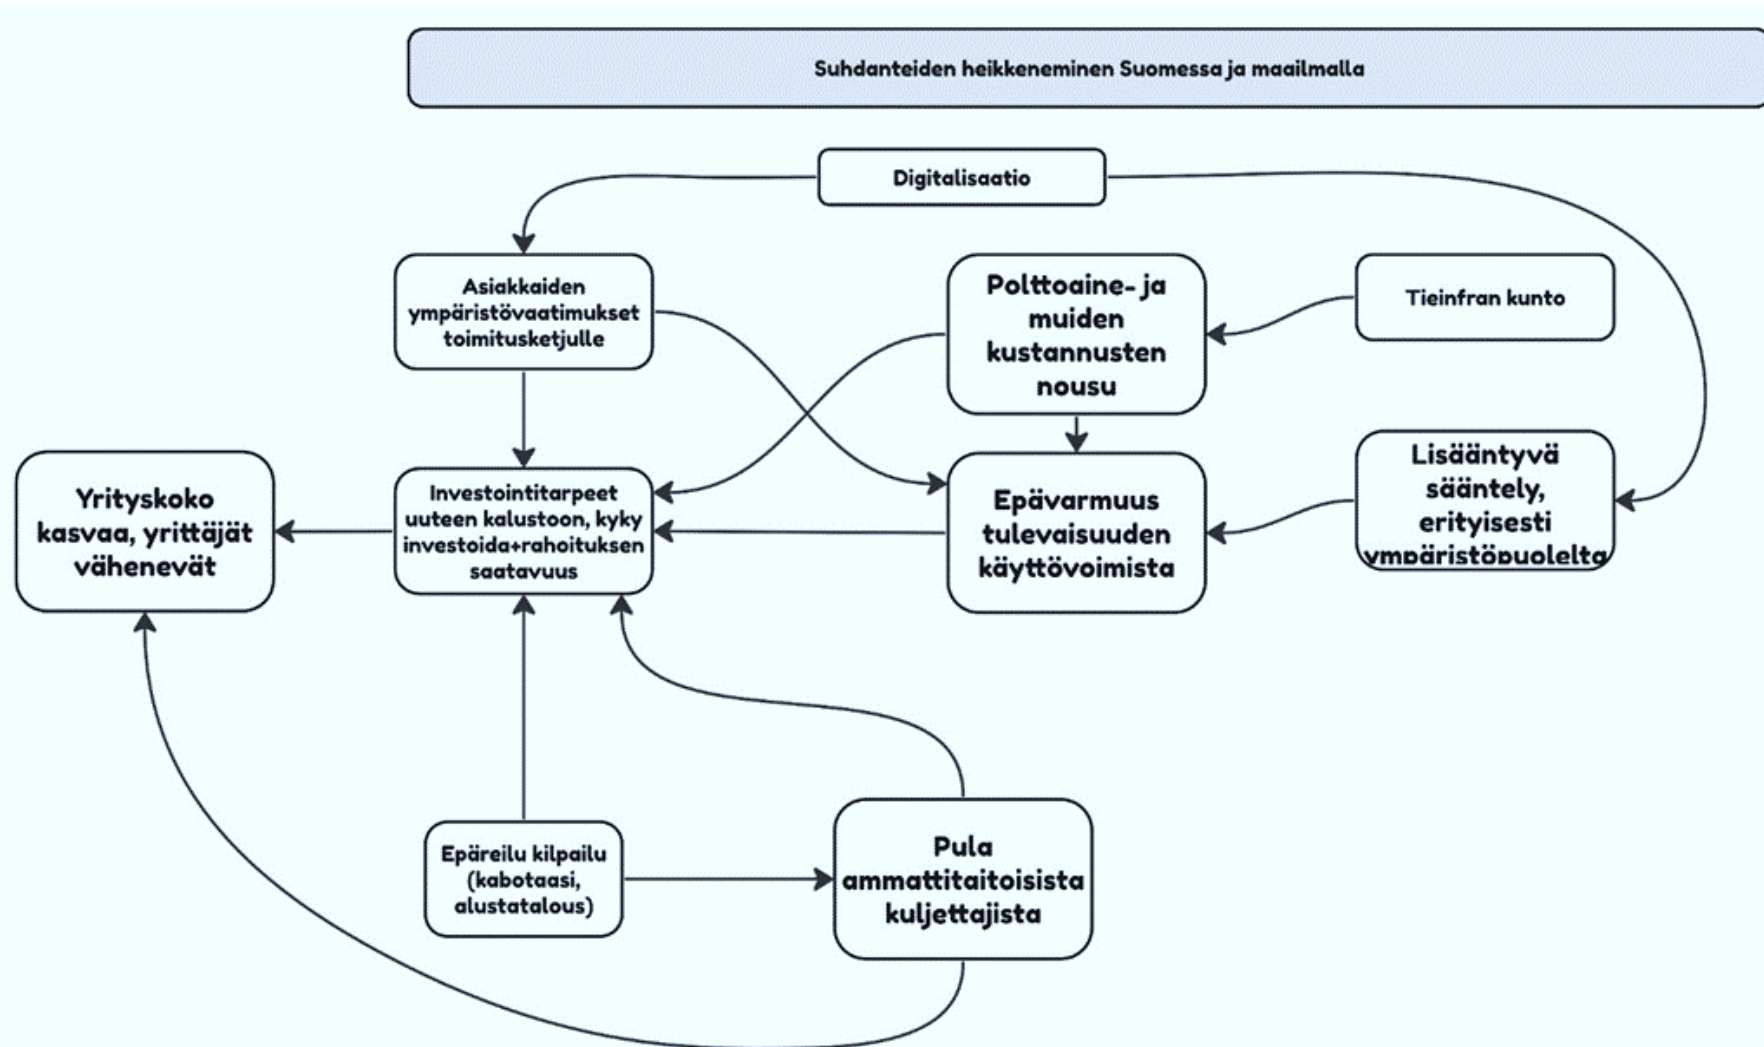 Suhdanteiden heikkeneminen Suomessa ja maailmalla
Digitalisaatio
Asiakkaiden
ympäristövaatimukset
toimitusketjulle
Polttoaine- ja
muiden
kustannusten
nousu
Tieinfran kunto
Yrityskoko
kasvaa, yrittäjät
vähenevät
Investointitarpeet
uuteen kalustoon, kyky
investoida+rahoituksen
saatavuus
Epävarmuus
tulevaisuuden
käyttövoimista
Lisääntyvä
sääntely,
erityisesti
ympäristöpuolelta
Epäreilu kilpailu
(kabotaasi,
alustatalous)
Pula
ammattitaitoisista
kuljettajista